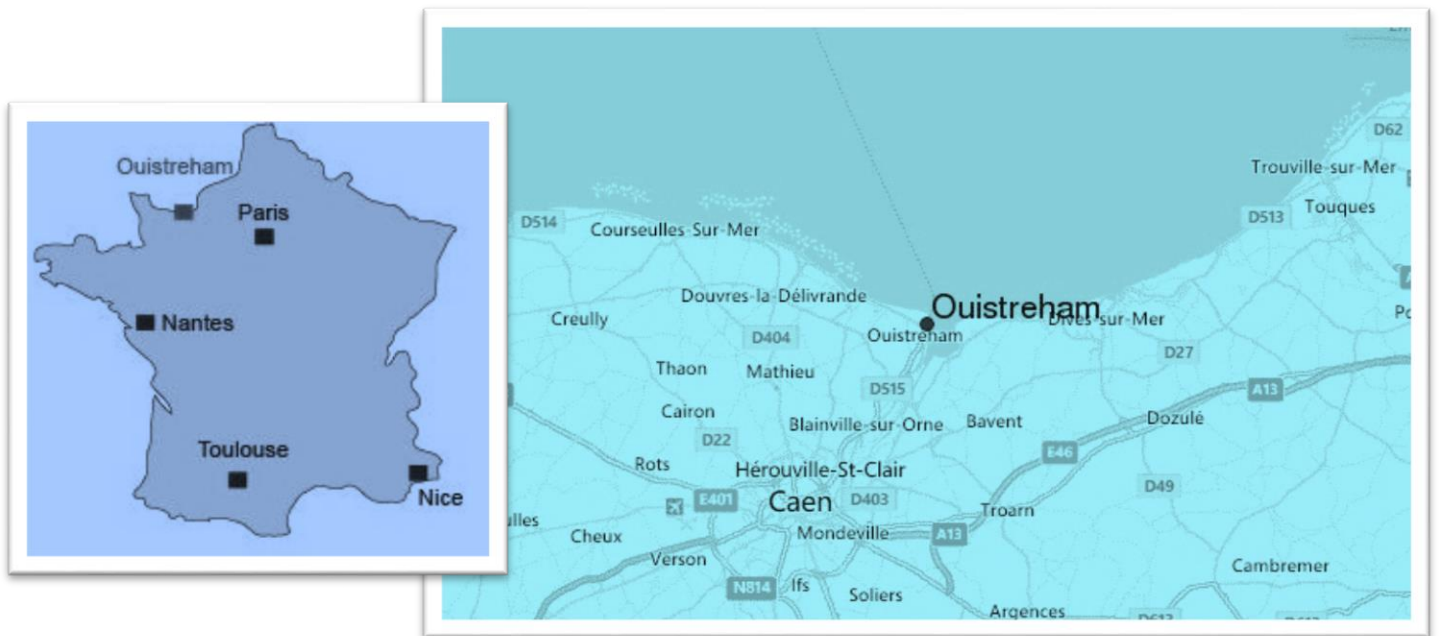 Ouistreham
Paris
Nantes
Toulouse
Nice
D62
Trouville-sur-Mer
D513
Touques
D514
Courseulles-Sur-Mer
Douvres-la-Délivrande
Ouistreham
Creully
Dives-sur-Mer
D404
Ouistreham
D27
Thaon
Mathieu
D515
A13
Cairon
Blainville-sur-Orne
Bavent
Dozulé
D22
E46
Rots
Hérouville-St-Clair
E401
Caen
D403
D49
Troarn
Cheux
Mondeville
A13
Verson
Cambremer
N814
Ifs
Soliers
Argences